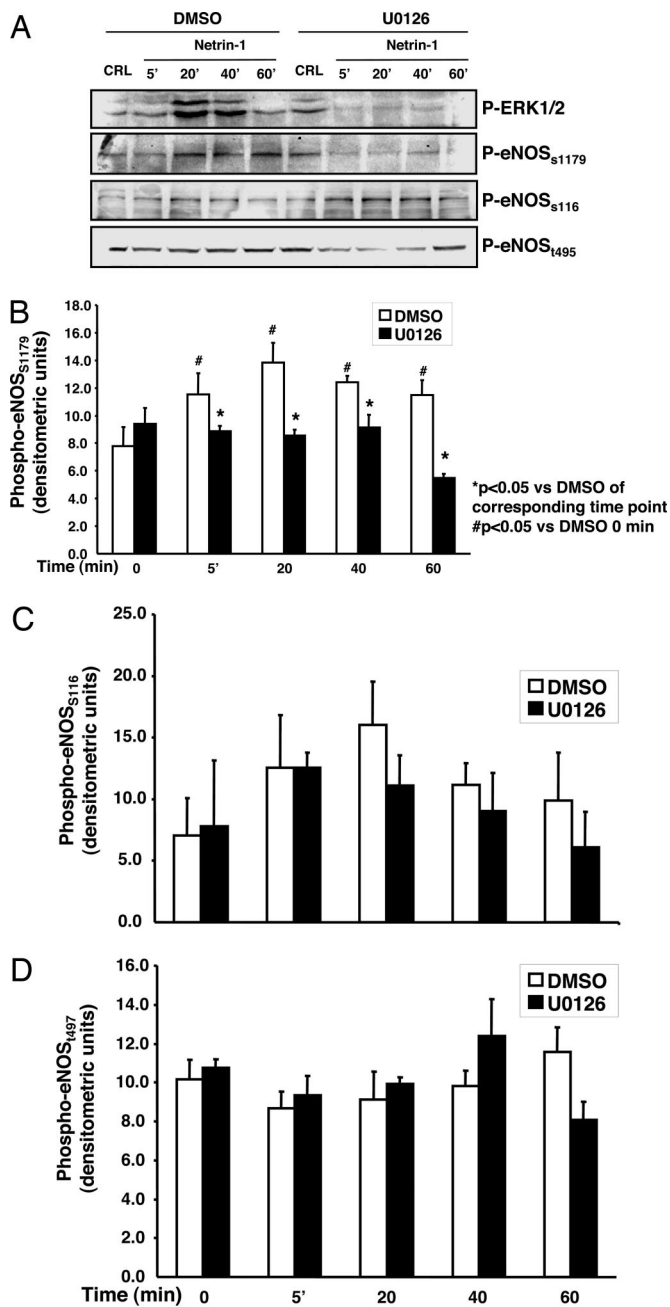 A
DMSO U0126
Netrin-1 Netrin-1
CRL 5' 20' 40' 60' CRL 5' 20' 40' 60'
P-ERK1/2
P-eNOSs1179
P-eNOSs116
P-eNOSt495
B
Phospho-eNOSS1179
(densitometric units)
18.0
16.0
14.0
12.0
10.0
8.0
6.0
4.0
2.0
0.0
DMSO
U0126
# # # #
* * * *
*p<0.05 vs DMSO of
corresponding time point
#p<0.05 vs DMSO 0 min
Time (min) 0 5' 20 40 60
C
Phospho-eNOSS116
(densitometric units)
25.0
20.0
15.0
10.0
5.0
0.0
DMSO
U0126
D
Phospho-eNOSt497
(densitometric units)
16.0
14.0
12.0
10.0
8.0
6.0
4.0
2.0
0.0
DMSO
U0126
Time (min) 0 5' 20 40 60